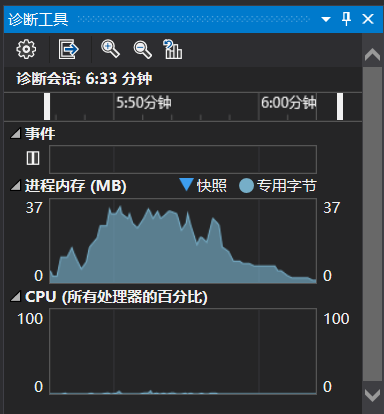 诊断工具
诊断会话: 6:33 分钟
5:50分钟 6:00分钟
事件
进程内存 (MB) 快照 专用字节
37 37
0 0
CPU (所有处理器的百分比)
100 100
0 0